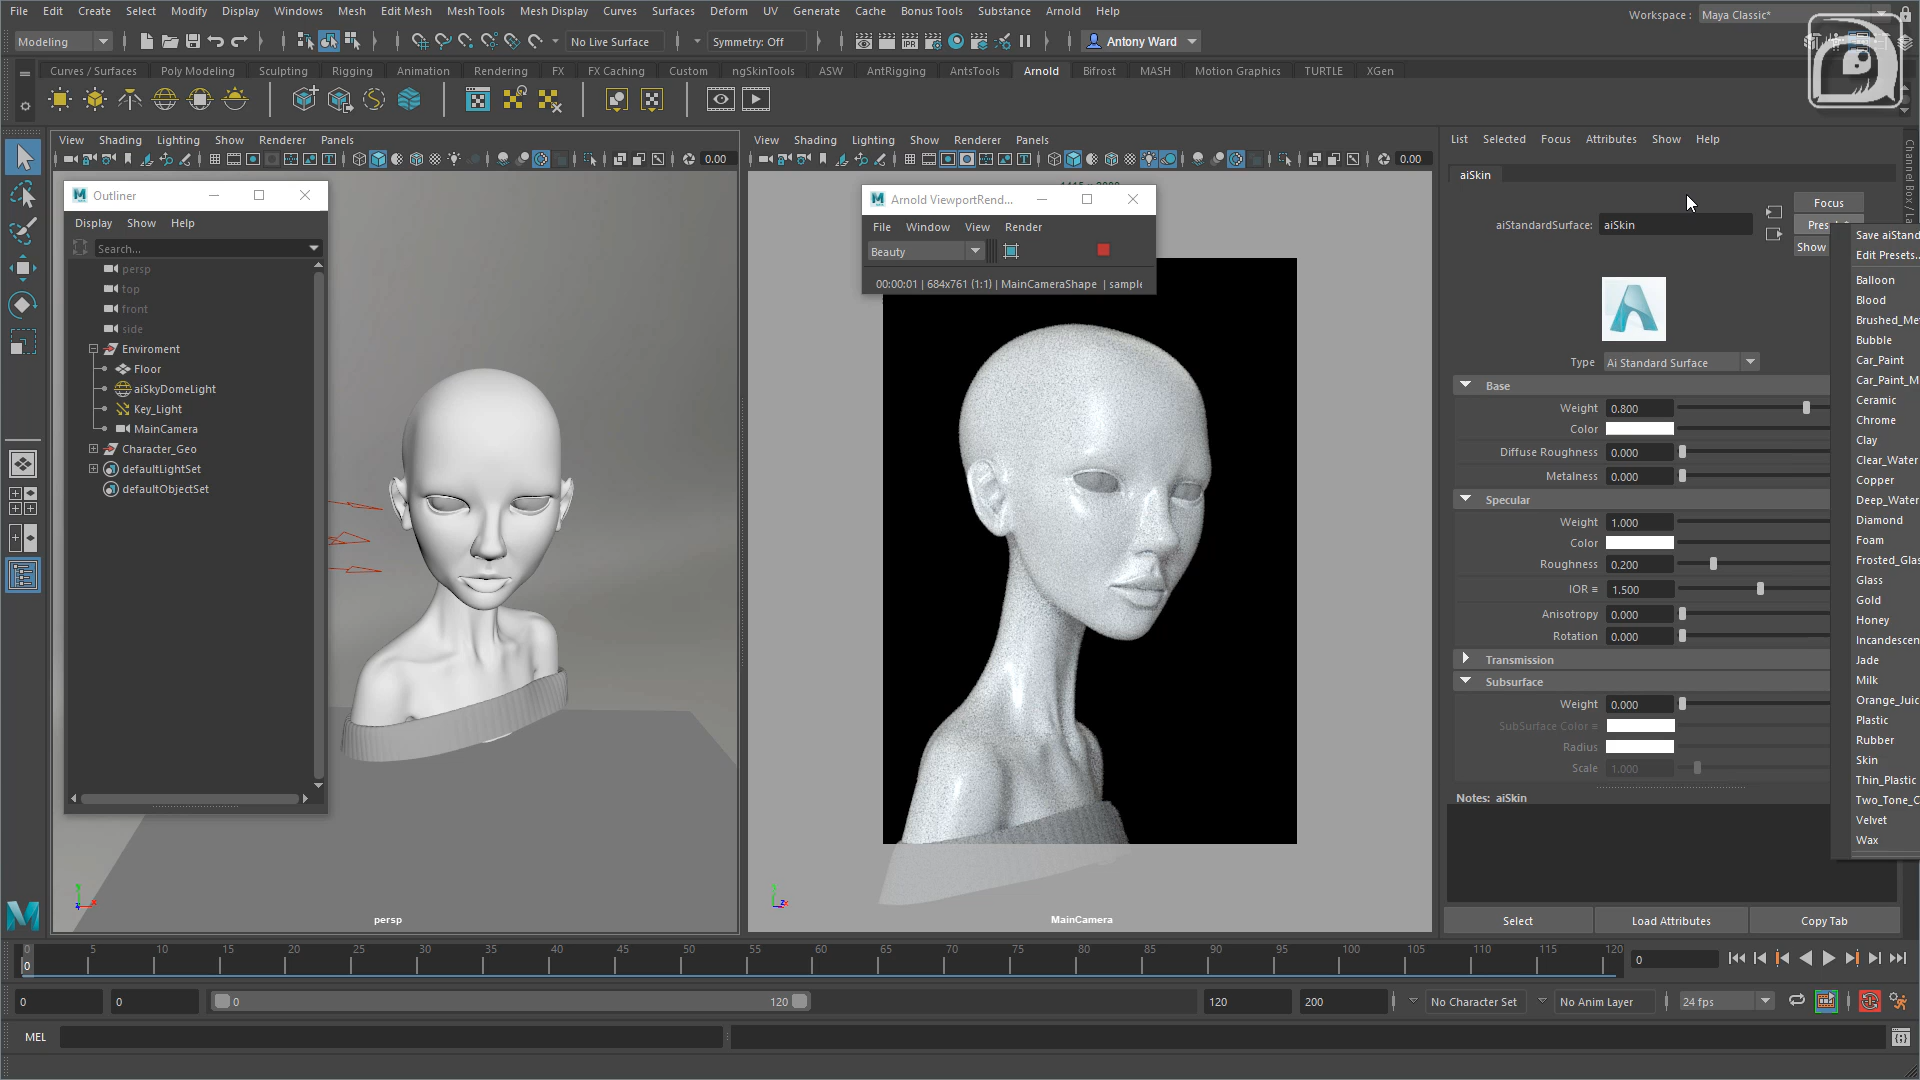 File Edit Create Select Modify Display Windows Mesh Edit Mesh Mesh Tools Mesh Display Curves Surfaces Deform UV Generate Cache Bonus Tools Substance Arnold Help
Workspace : Maya Classic*
Modeling No Live Surface Symmetry: Off Antony Ward
Curves / Surfaces Poly Modeling Sculpting Rigging Animation Rendering FX FX Caching Custom ngSkinTools ASW AntRigging AntsTools Arnold Bifrost MASH Motion Graphics TURTLE XGen
IPR
View Shading Lighting Show Renderer Panels
0.00
View Shading Lighting Show Renderer Panels
0.00
Outliner
Display Show Help
Search...
persp
top
front
side
Enviroment
Floor
aiSkyDomeLight
Key_Light
MainCamera
Character_Geo
defaultLightSet
defaultObjectSet
persp
Arnold ViewportRend...
File Window View Render
Beauty
00:00:01 | 684x761 (1:1) | MainCameraShape | sample
MainCamera
List Selected Focus Attributes Show Help
aiSkin
aiStandardSurface: aiSkin
Focus
Show
Type Ai Standard Surface
Base
Weight 0.800
Color
Diffuse Roughness 0.000
Metalness 0.000
Specular
Weight 1.000
Color
Roughness 0.200
IOR 1.500
Anisotropy 0.000
Rotation 0.000
Transmission
Subsurface
Weight 0.000
SubSurface Color
Radius
Scale 1.000
Notes: aiSkin
Select Load Attributes Copy Tab
Save aiStand
Edit Presets..
Balloon
Blood
Brushed_Me
Bubble
Car_Paint
Car_Paint_M
Ceramic
Chrome
Clay
Clear_Water
Copper
Deep_Water
Diamond
Foam
Frosted_Glas
Glass
Gold
Honey
Incandescen
Jade
Milk
Orange_Juic
Plastic
Rubber
Skin
Thin_Plastic
Two_Tone_C
Velvet
Wax
Channel Box / La
0 5 10 15 20 25 30 35 40 45 50 55 60 65 70 75 80 85 90 95 100 105 110 115 120
0
0
0 0 0 120 120 200 No Character Set No Anim Layer 24 fps
MEL